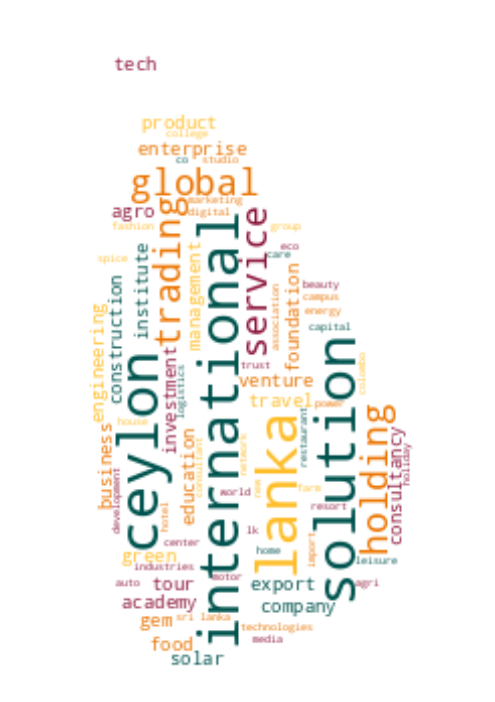 tech
product
college
enterprise
co
studio
global
marketing
agro
digital
trading
service
fashion
group
international
institute
management
eco
care
spice
foundation
construction
association
beauty
campus
energy
engineering
capital
solution
ceylon
investment
logistics
trust
venture
colombo
travel
power
holding
lanka
restaurant
house
business
education
consultant
network
consultancy
holiday
development
world
new
farm
hotel
resort
lk
center
home
import
green
leisure
industries
auto
tour
motor
export
agri
academy
company
gem
sri lanka
technologies
food
media
solar